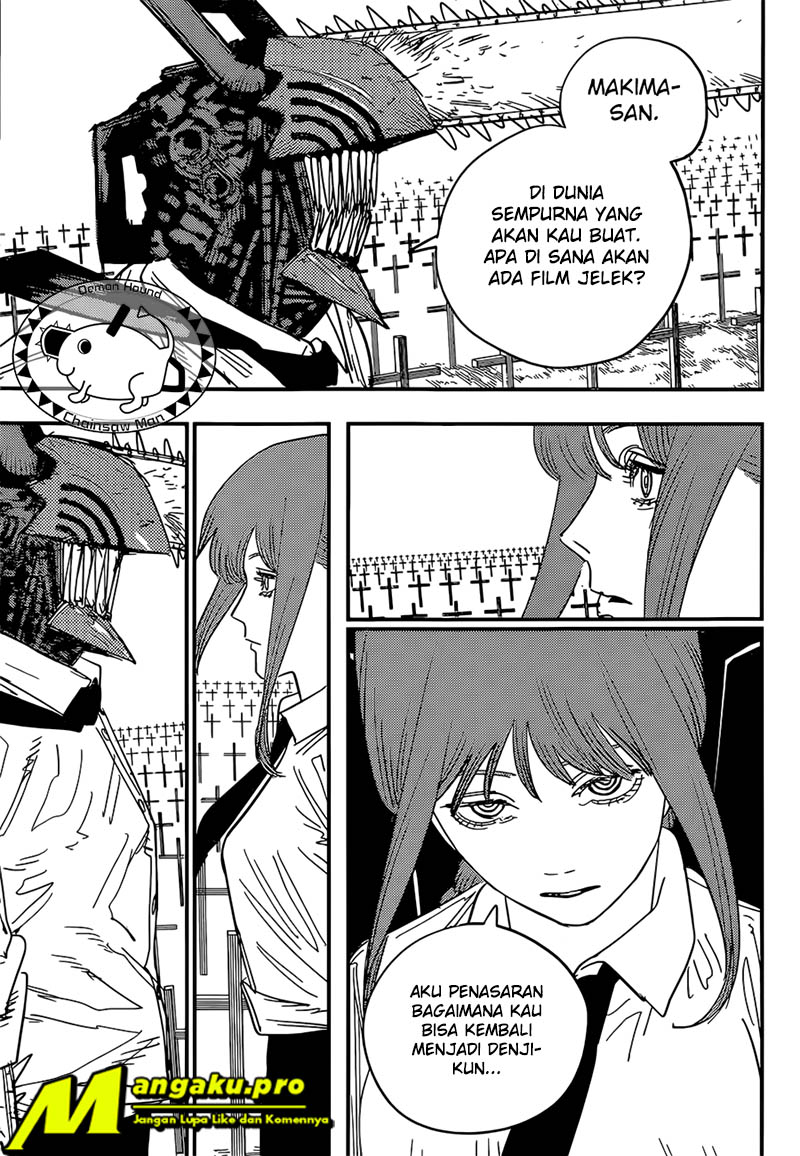 MAKIMA-
SAN.
DI DUNIA
SEMPURNA YANG
AKAN KAU BUAT.
APA DI SANA AKAN
ADA FILM JELEK?
Demon Hound
Chainsaw Man
AKU PENASARAN
BAGAIMANA KAU
BISA KEMBALI
MENJADI DENJI-
KUN...
Mangaku.pro
Jangan Lupa Like dan Komennya